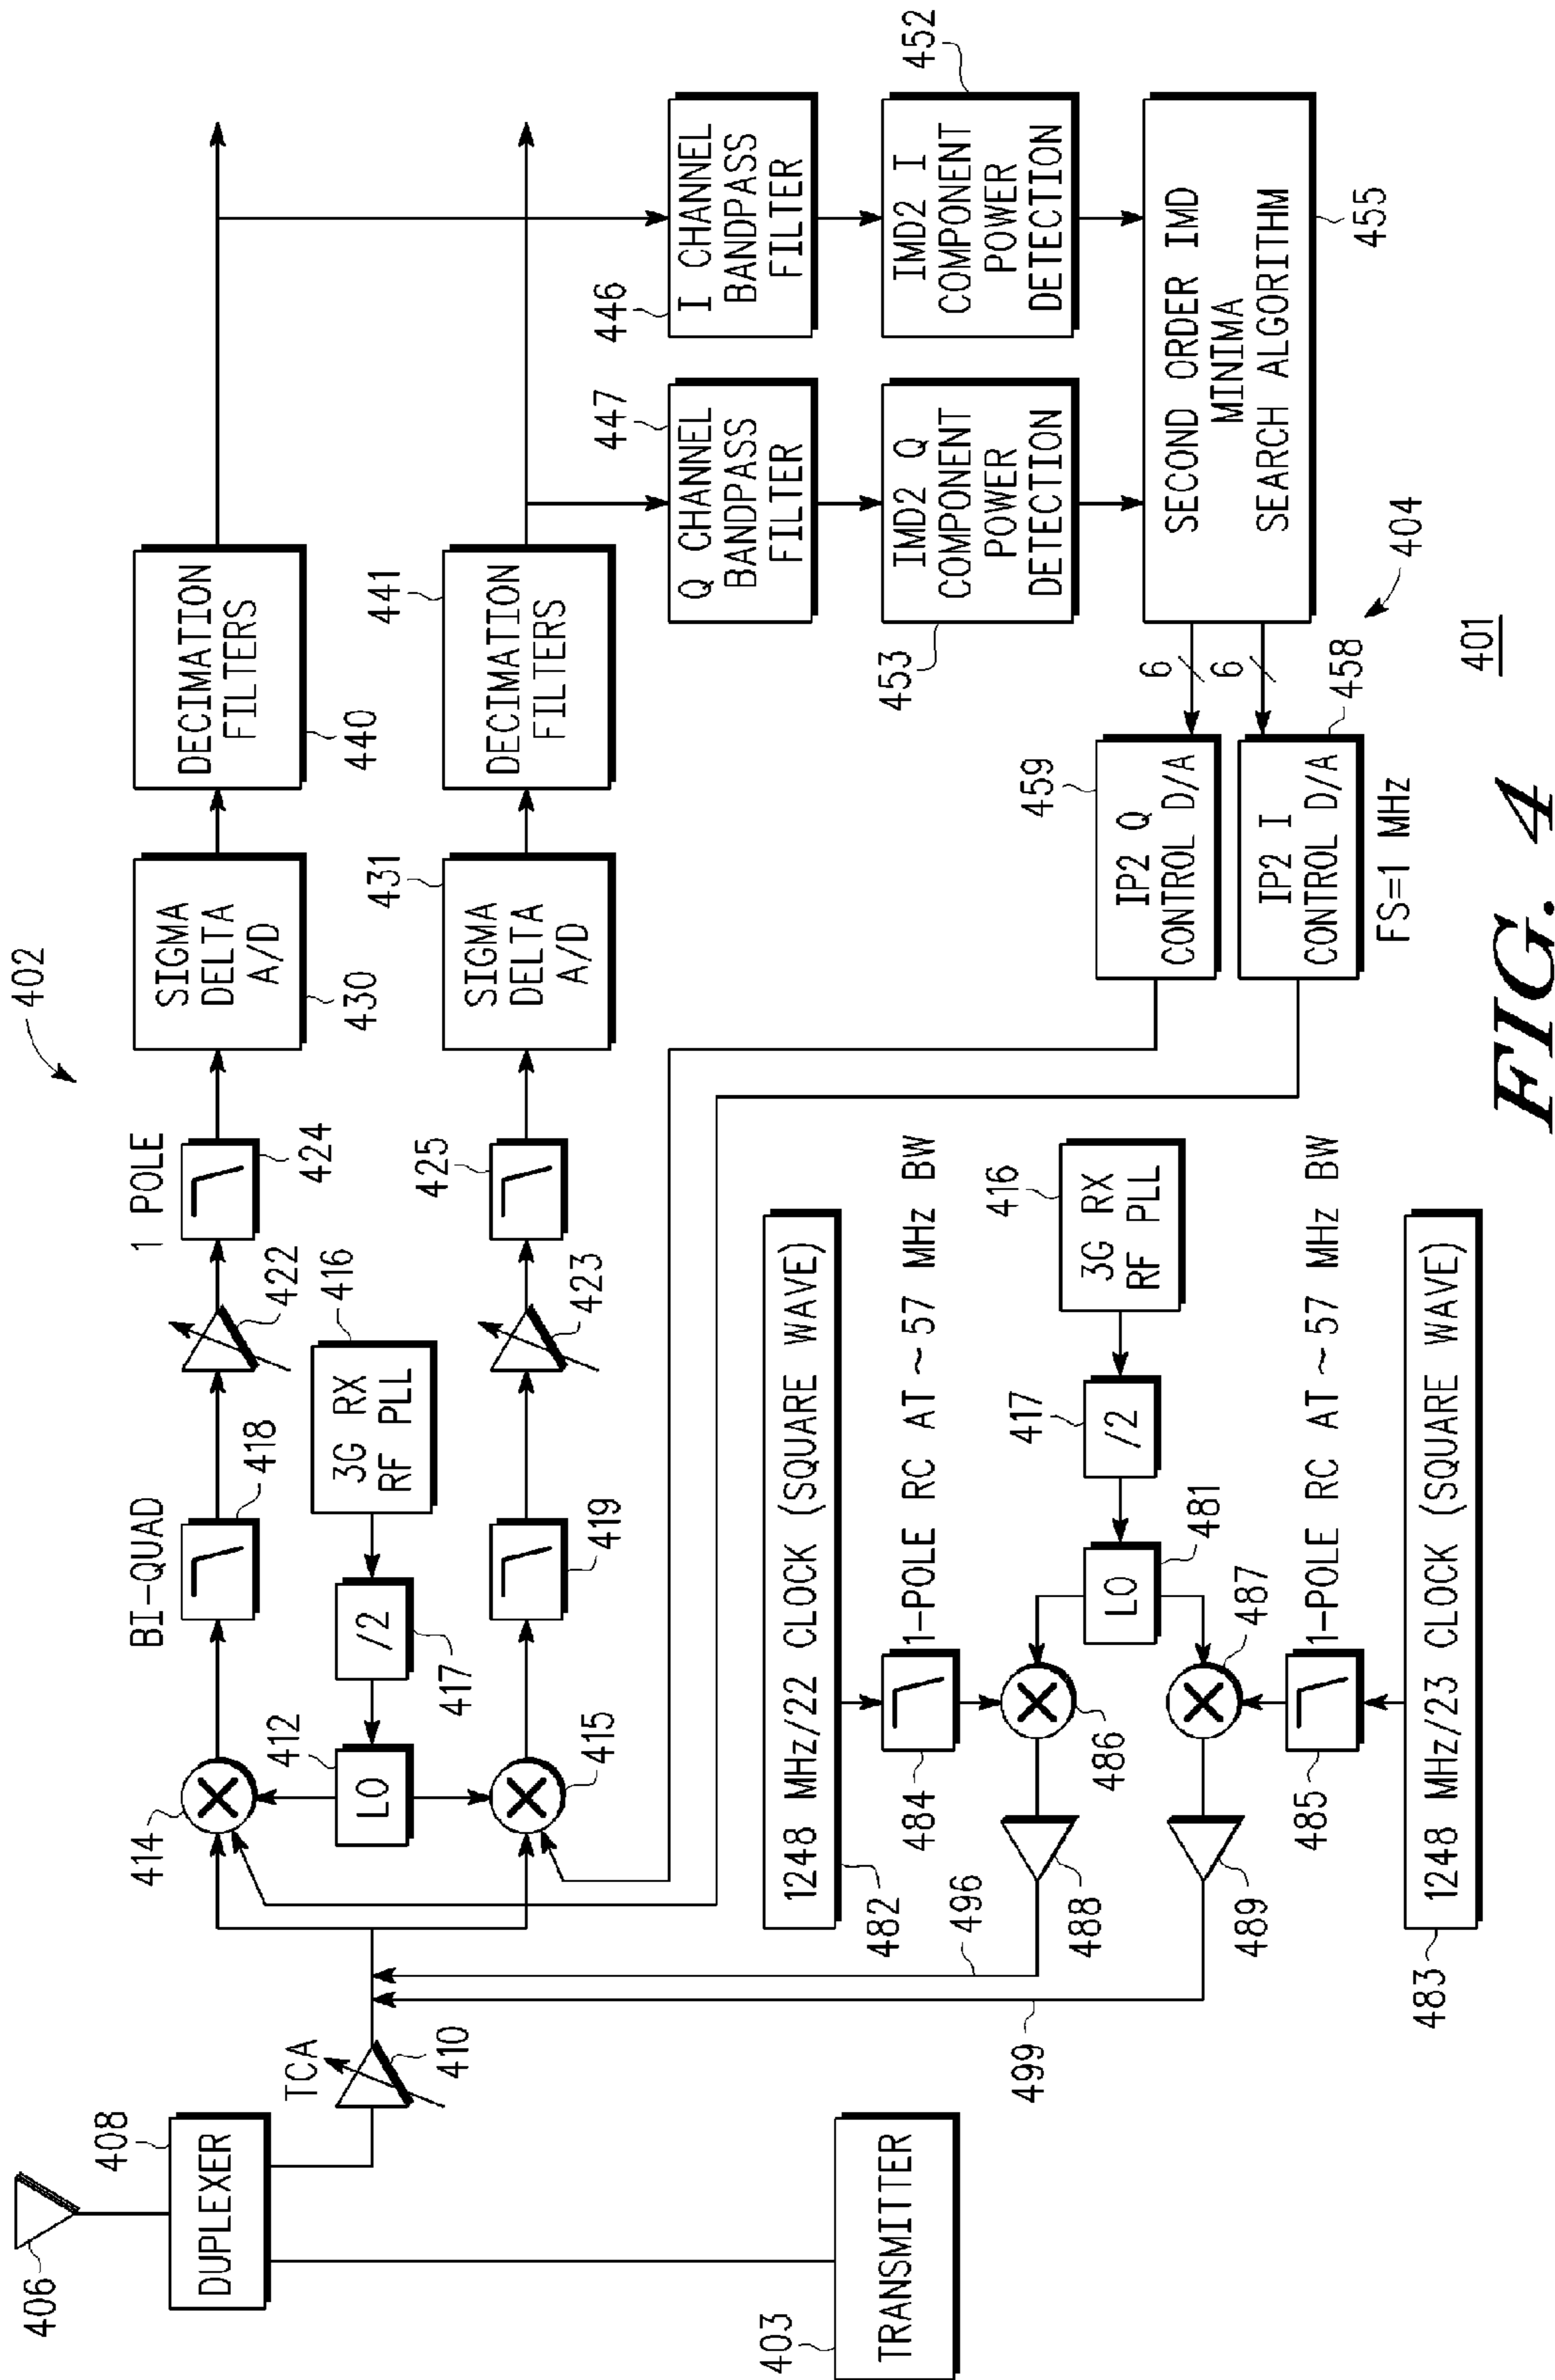 402
406
408
DUPLEXER
403
TRANSMITTER
TCA
410
414
412
LO
415
417
/2
416
3G RX
RF PLL
BI-QUAD
418
419
422
423
1 POLE
424
425
SIGMA
DELTA
A/D
430
SIGMA
DELTA
A/D
431
DECIMATION
FILTERS
440
DECIMATION
FILTERS
441
446
I CHANNEL
BANDPASS
FILTER
447
Q CHANNEL
BANDPASS
FILTER
452
IMD2 I
COMPONENT
POWER
DETECTION
453
IMD2 Q
COMPONENT
POWER
DETECTION
SECOND ORDER IMD
MINIMA
SEARCH ALGORITHM
455
404
6
6
459
IP2 Q
CONTROL D/A
458
IP2 I
CONTROL D/A
FS=1 MHz
482
1248 MHz/22 CLOCK (SQUARE WAVE)
484
1-POLE RC AT ~57 MHz BW
416
3G RX
RF PLL
417
/2
481
LO
486
487
488
489
496
499
485
1-POLE RC AT ~57 MHz BW
483
1248 MHz/23 CLOCK (SQUARE WAVE)
401
FIG. 4